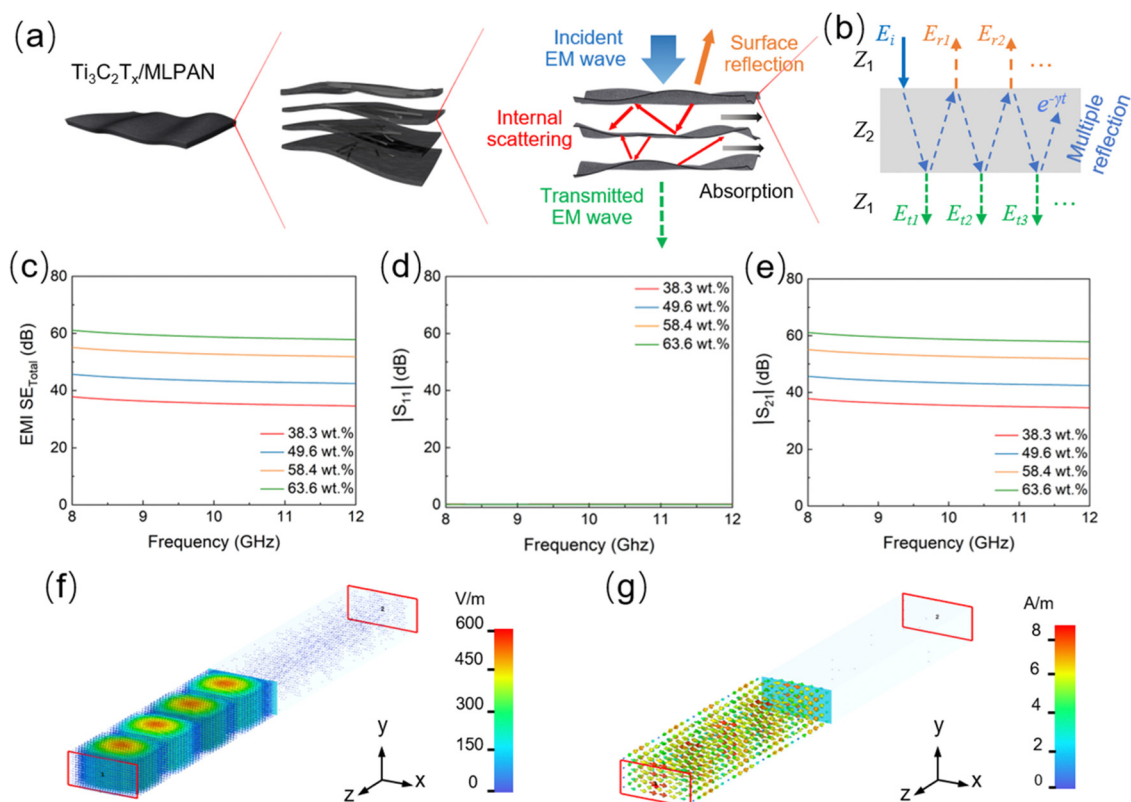 (a)
Ti3C2Tx/MLPAN
Incident
EM wave
Surface
reflection
Internal
scattering
Transmitted
EM wave
Absorption
(b)
Ei Er1 Er2 ...
Z1
Z2
Z1
e^-γt
Multiple
reflection
Et1 Et2 Et3 ...
(c)
EMI SETotal (dB)
80
60
40
20
0
38.3 wt.%
49.6 wt.%
58.4 wt.%
63.6 wt.%
8 9 10 11 12
Frequency (GHz)
(d)
|S11| (dB)
80
60
40
20
0
38.3 wt.%
49.6 wt.%
58.4 wt.%
63.6 wt.%
8 9 10 11 12
Frequency (GHz)
(e)
|S21| (dB)
80
60
40
20
0
38.3 wt.%
49.6 wt.%
58.4 wt.%
63.6 wt.%
8 9 10 11 12
Frequency (GHz)
(f)
2
1
V/m
600
450
300
150
0
y
x
z
(g)
2
A/m
8
6
4
2
0
y
x
z